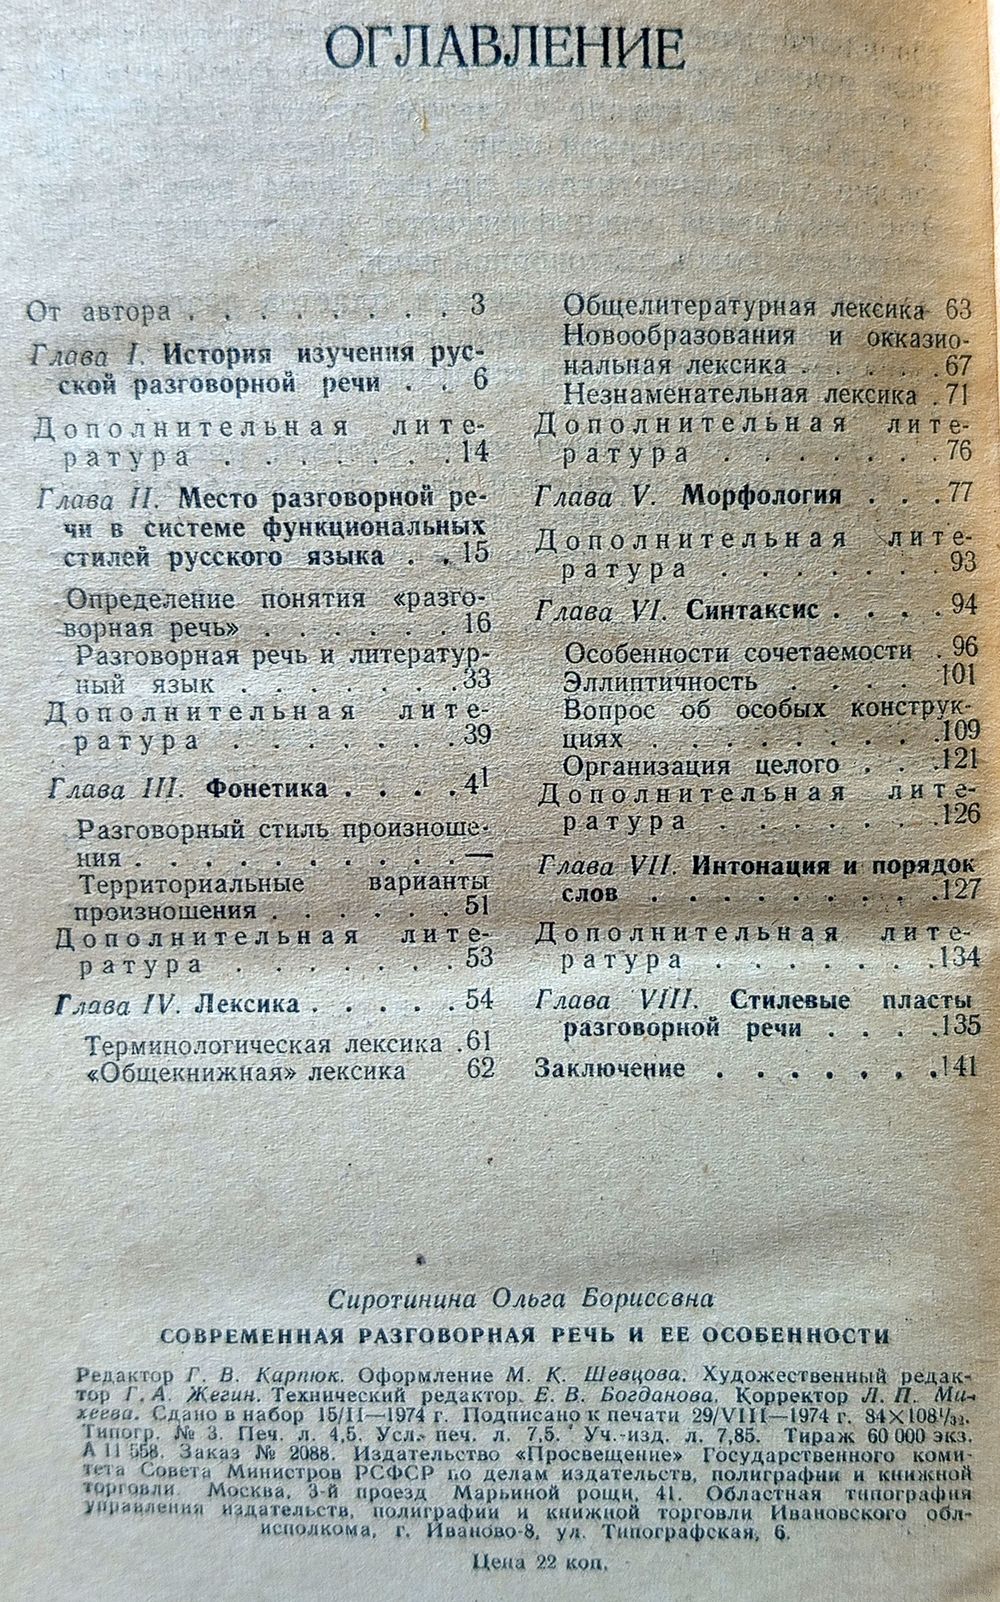 ОГЛАВЛЕНИЕ
От автора . . . . . . . . 3
Глава I. История изучения рус-
ской разговорной речи . . 6
Дополнительная лите-
ратура . . . . . . . 14
Глава II. Место разговорной ре-
чи в системе функциональных
стилей русского языка . . 15
Определение понятия «разго-
ворная речь» . . . . . . 16
Разговорная речь и литератур-
ный язык . . . . . . . 33
Дополнительная лите-
ратура . . . . . . . 39
Глава III. Фонетика . . . . 41
Разговорный стиль произноше-
ния . . . . . . . . . . —
Территориальные варианты
произношения . . . . . . 51
Дополнительная лите-
ратура . . . . . . . 53
Глава IV. Лексика . . . . . 54
Терминологическая лексика . 61
«Общекнижная» лексика 62
Общелитературная лексика 63
Новообразования и окказио-
нальная лексика . . . . . 67
Незнаменательная лексика . 71
Дополнительная лите-
ратура . . . . . . . 76
Глава V. Морфология . . . 77
Дополнительная лите-
ратура . . . . . . . 93
Глава VI. Синтаксис . . . . 94
Особенности сочетаемости . 96
Эллиптичность . . . . 101
Вопрос об особых конструк-
циях . . . . . . . . . 109
Организация целого . . . 121
Дополнительная лите-
ратура . . . . . . . 126
Глава VII. Интонация и порядок
слов . . . . . . . . . 127
Дополнительная лите-
ратура . . . . . . . 134
Глава VIII. Стилевые пласты
разговорной речи . . . . 135
Заключение . . . . . . . 141
Сиротинина Ольга Борисовна
СОВРЕМЕННАЯ РАЗГОВОРНАЯ РЕЧЬ И ЕЕ ОСОБЕННОСТИ
Редактор Г. В. Карпюк. Оформление М. К. Шевцова. Художественный редак-
тор Г. А. Жегин. Технический редактор Е. В. Богданова. Корректор Л. П. Ми-
хеева. Сдано в набор 15/II—1974 г. Подписано к печати 29/VIII—1974 г. 84×108¹/₃₂.
Типогр. № 3. Печ. л. 4,5. Усл. печ. л. 7,5. Уч.-изд. л. 7,85. Тираж 60 000 экз.
А 11 558. Заказ № 2088. Издательство «Просвещение» Государственного коми-
тета Совета Министров РСФСР по делам издательств, полиграфии и книжной
торговли. Москва, 3-й проезд Марьиной рощи, 41. Областная типография
управления издательств, полиграфии и книжной торговли Ивановского обл-
исполкома, г. Иваново-8, ул. Типографская, 6.
Цена 22 коп.